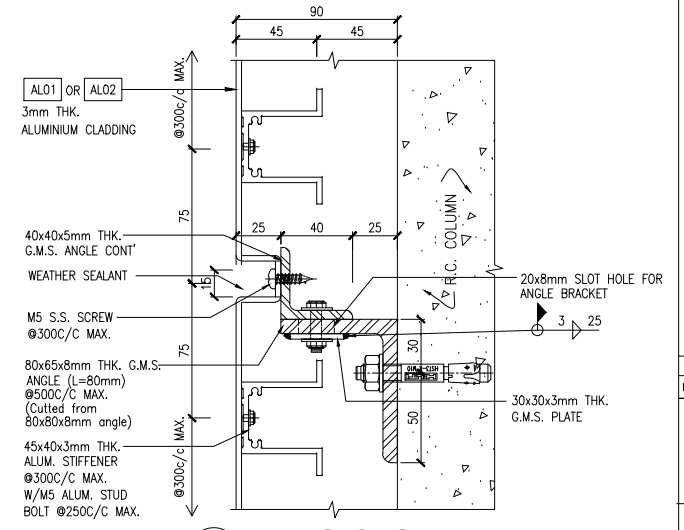 90
45
45
@300c/c MAX.
AL01 OR AL02
3mm THK.
ALUMINIUM CLADDING
75
25
40
25
R.C. COLUMN
40x40x5mm THK.
G.M.S. ANGLE CONT'
WEATHER SEALANT
15
20x8mm SLOT HOLE FOR
ANGLE BRACKET
M5 S.S. SCREW
@300C/C MAX.
3
25
75
30
80x65x8mm THK. G.M.S.
ANGLE (L=80mm)
@500C/C MAX.
(Cutted from
80x80x8mm angle)
50
30x30x3mm THK.
G.M.S. PLATE
45x40x3mm THK.
ALUM. STIFFENER
@300C/C MAX.
W/M5 ALUM. STUD
BOLT @250C/C MAX.
@300c/c MAX.